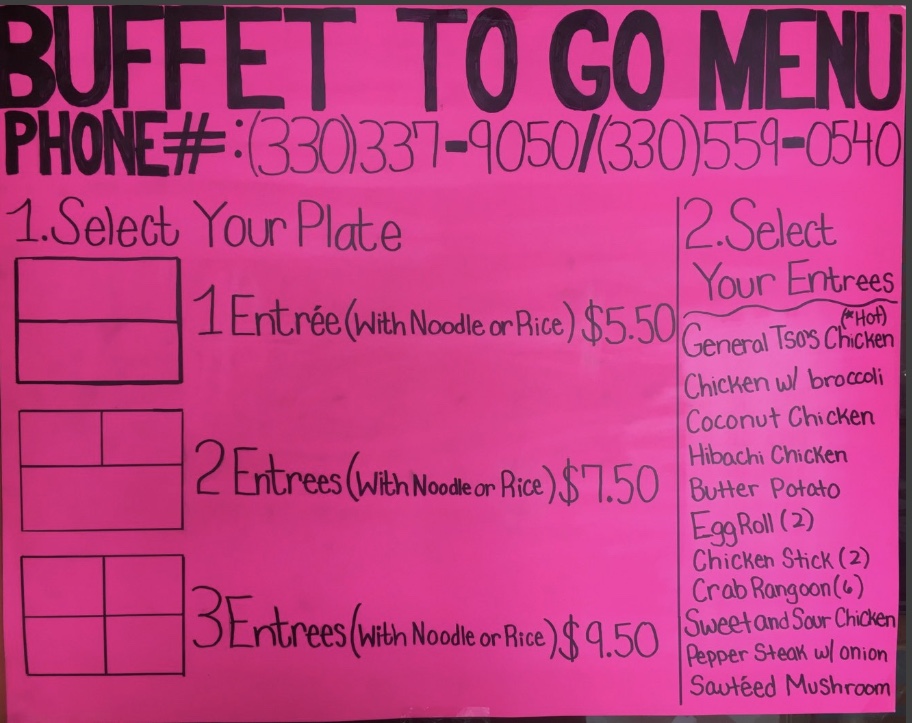 BUFFET TO GO MENU
PHONE#:(330)337-9050/(330)559-0540
1.Select Your Plate
1 Entrée(With Noodle or Rice) $5.50
2 Entrees(With Noodle or Rice) $7.50
3 Entrees(With Noodle or Rice) $9.50
2.Select
Your Entrees
(*Hot)
General Tso's Chicken
Chicken w/ broccoli
Coconut Chicken
Hibachi Chicken
Butter Potato
Egg Roll (2)
Chicken Stick (2)
Crab Rangoon (6)
Sweet and Sour Chicken
Pepper Steak w/ onion
Sautéed Mushroom